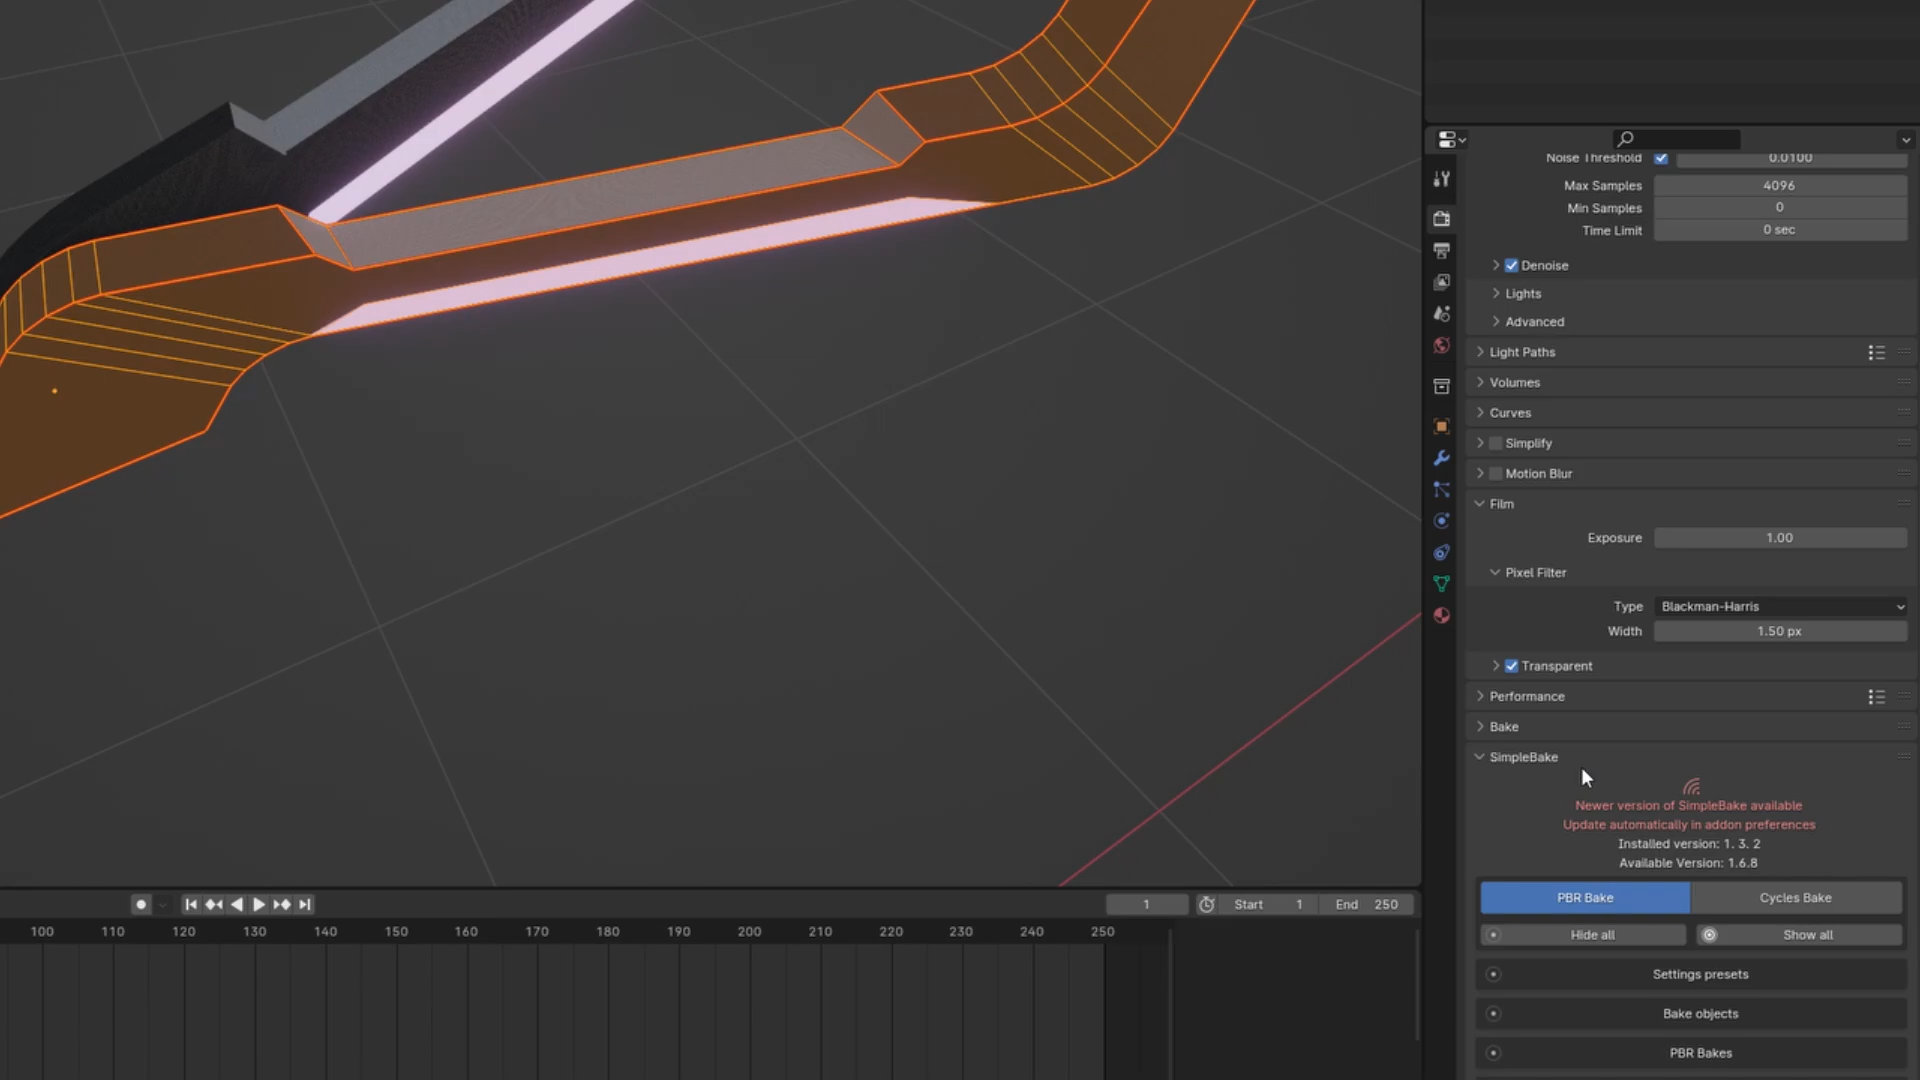 Noise Threshold 0.0100
Max Samples 4096
Min Samples 0
Time Limit 0 sec
Denoise
Lights
Advanced
Light Paths
Volumes
Curves
Simplify
Motion Blur
Film
Exposure 1.00
Pixel Filter
Type Blackman-Harris
Width 1.50 px
Transparent
Performance
Bake
SimpleBake
Newer version of SimpleBake available
Update automatically in addon preferences
Installed version: 1. 3. 2
Available Version: 1.6.8
PBR Bake Cycles Bake
Hide all Show all
Settings presets
Bake objects
PBR Bakes
1 Start 1 End 250
100 110 120 130 140 150 160 170 180 190 200 210 220 230 240 250